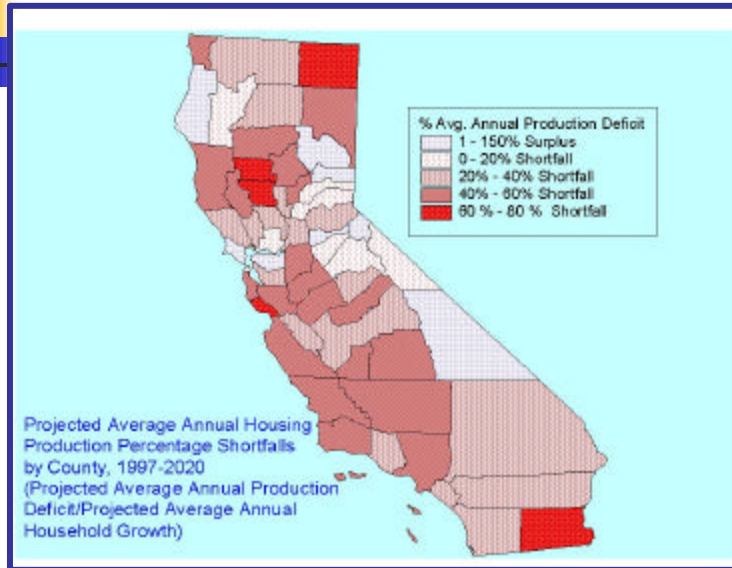 % Avg. Annual Production Deficit
1 - 150% Surplus
0 - 20% Shortfall
20% - 40% Shortfall
40% - 60% Shortfall
60 % - 80 % Shortfall
Projected Average Annual Housing
Production Percentage Shortfalls
by County, 1997-2020
(Projected Average Annual Production
Deficit/Projected Average Annual
Household Growth)